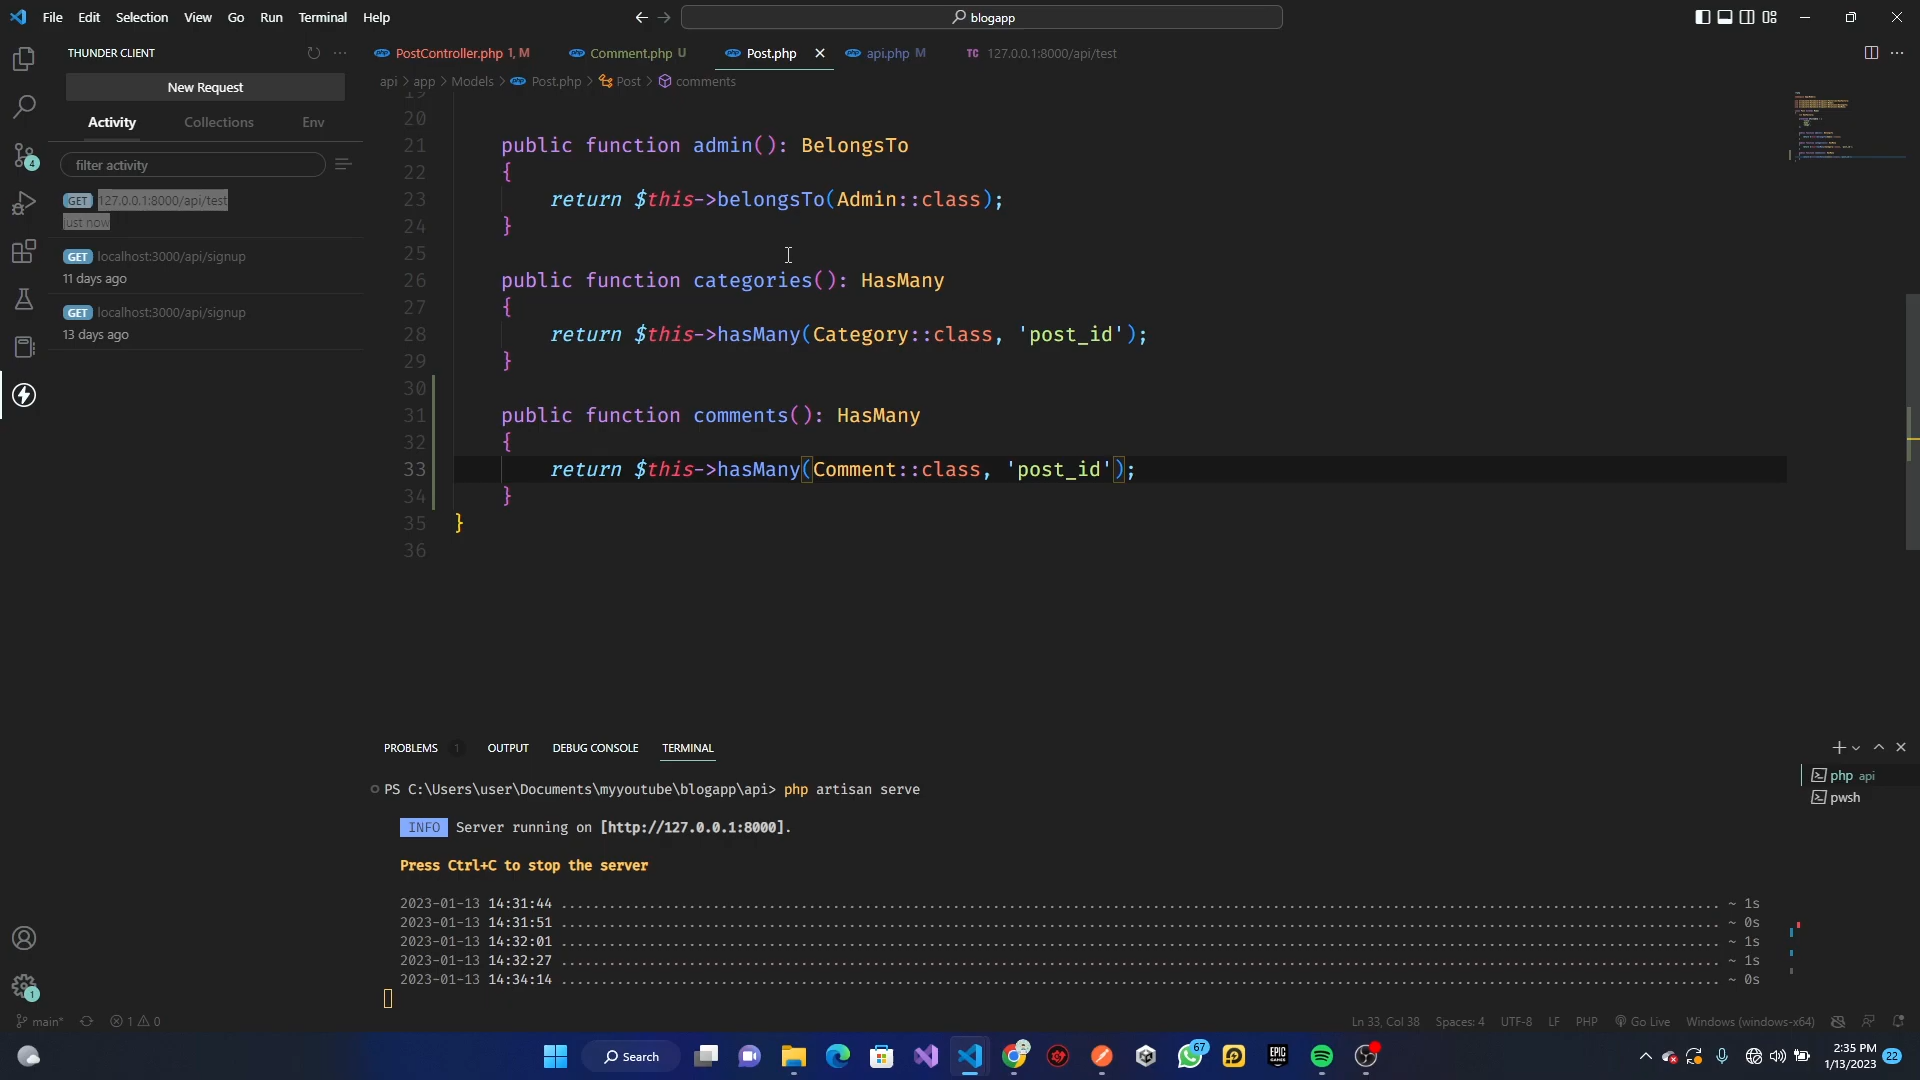 File Edit Selection View Go Run Terminal Help
blogapp
THUNDER CLIENT
New Request
Activity Collections Env
filter activity
GET 127.0.0.1:8000/api/test
just now
GET localhost:3000/api/signup
11 days ago
GET localhost:3000/api/signup
13 days ago
4
1
PostController.php 1, M Comment.php U Post.php api.php M TC 127.0.0.1:8000/api/test
api > app > Models > Post.php > Post > comments
19
20
21 public function admin(): BelongsTo
22 {
23 return $this->belongsTo(Admin::class);
24 }
25
26 public function categories(): HasMany
27 {
28 return $this->hasMany(Category::class, 'post_id');
29 }
30
31 public function comments(): HasMany
32 {
33 return $this->hasMany(Comment::class, 'post_id');
34 }
35 }
36
PROBLEMS 1 OUTPUT DEBUG CONSOLE TERMINAL
php api
pwsh
PS C:\Users\user\Documents\myyoutube\blogapp\api> php artisan serve
INFO Server running on [http://127.0.0.1:8000].
Press Ctrl+C to stop the server
2023-01-13 14:31:44 ........ ~ 1s
2023-01-13 14:31:51 ........ ~ 0s
2023-01-13 14:32:01 ........ ~ 1s
2023-01-13 14:32:27 ........ ~ 1s
2023-01-13 14:34:14 ........ ~ 0s
main* 1 0 Ln 33, Col 38 Spaces: 4 UTF-8 LF PHP Go Live Windows (windows-x64)
Search
67
EPIC GAMES
2:35 PM
1/13/2023
22